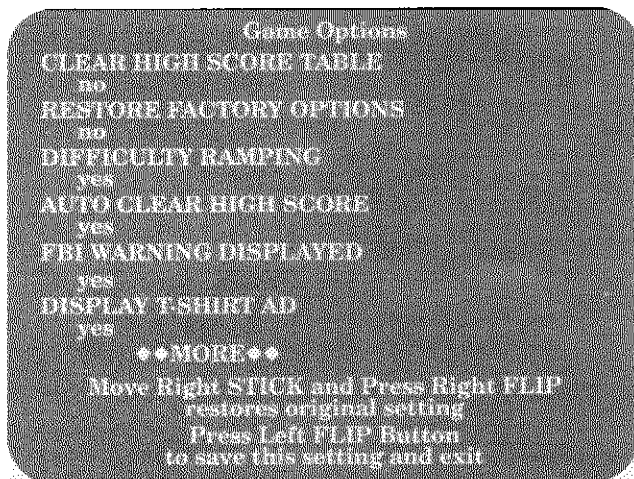 Game Options
CLEAR HIGH SCORE TABLE
no
RESTORE FACTORY OPTIONS
no
DIFFICULTY RAMPING
yes
AUTO CLEAR HIGH SCORE
yes
FBI WARNING DISPLAYED
yes
DISPLAY T-SHIRT AD
yes
◆◆MORE◆◆
Move Right STICK and Press Right FLIP
restores original setting
Press Left FLIP Button
to save this setting and exit